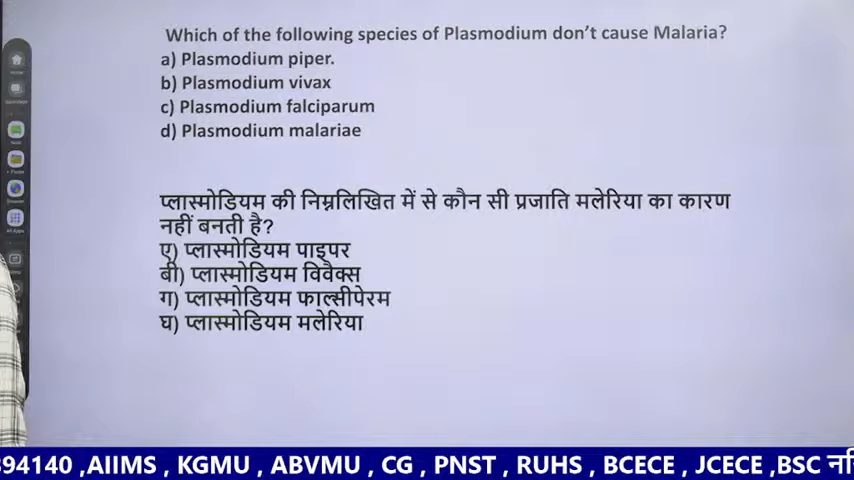 Which of the following species of Plasmodium don't cause Malaria?
a) Plasmodium piper.
b) Plasmodium vivax
c) Plasmodium falciparum
d) Plasmodium malariae
प्लास्मोडियम की निम्नलिखित में से कौन सी प्रजाति मलेरिया का कारण
नहीं बनती है?
ए) प्लास्मोडियम पाइपर
बी) प्लास्मोडियम विवैक्स
ग) प्लास्मोडियम फाल्सीपेरम
घ) प्लास्मोडियम मलेरिया
94140 ,AIIMS , KGMU , ABVMU , CG , PNST , RUHS , BCECE , JCECE ,BSC